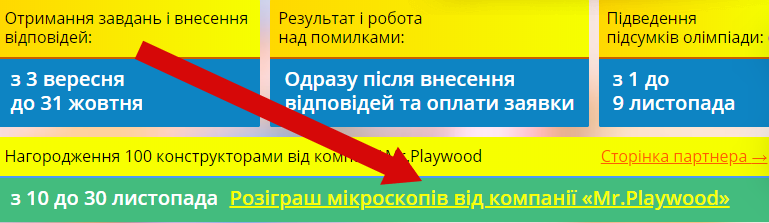 Отримання завдань і внесення
відповідей:
з 3 вересня
до 31 жовтня
Результат і робота
над помилками:
Одразу після внесення
відповідей та оплати заявки
Підведення
підсумків олімпіади:
з 1 до
9 листопада
Нагородження 100 конструкторами від Mr.Playwood
Сторінка партнера →
з 10 до 30 листопада Розіграш мікроскопів від компанії «Mr.Playwood»